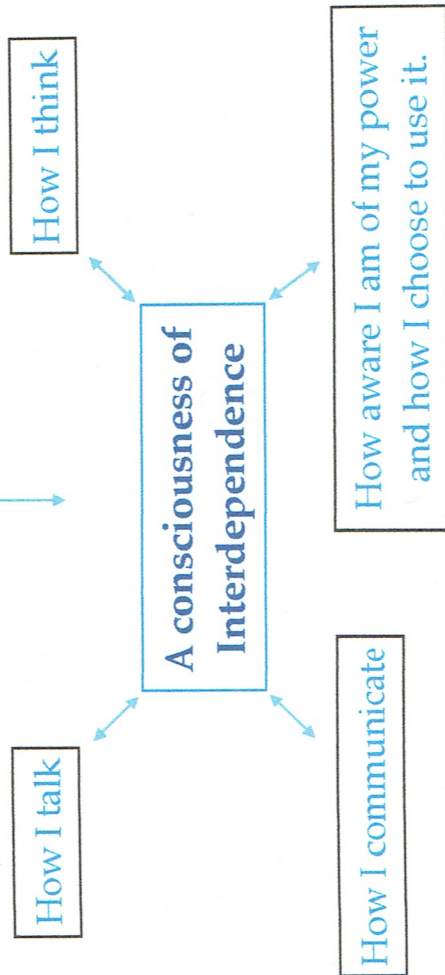 How I talk
How I think
A consciousness of
Interdependence
How I communicate
How aware I am of my power
and how I choose to use it.